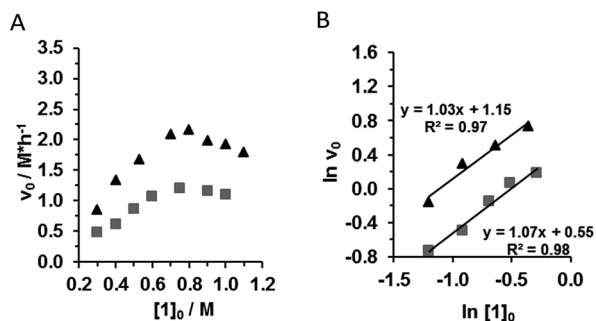 A
3.5
3.0
2.5
2.0
1.5
1.0
0.5
0.0
v₀ / M*h⁻¹
0.2 0.4 0.6 0.8 1.0 1.2
[1]₀ / M
B
1.6
1.2
0.8
0.4
0.0
-0.4
-0.8
ln v₀
y = 1.03x + 1.15
R² = 0.97
y = 1.07x + 0.55
R² = 0.98
-1.5 -1.0 -0.5 0.0
ln [1]₀